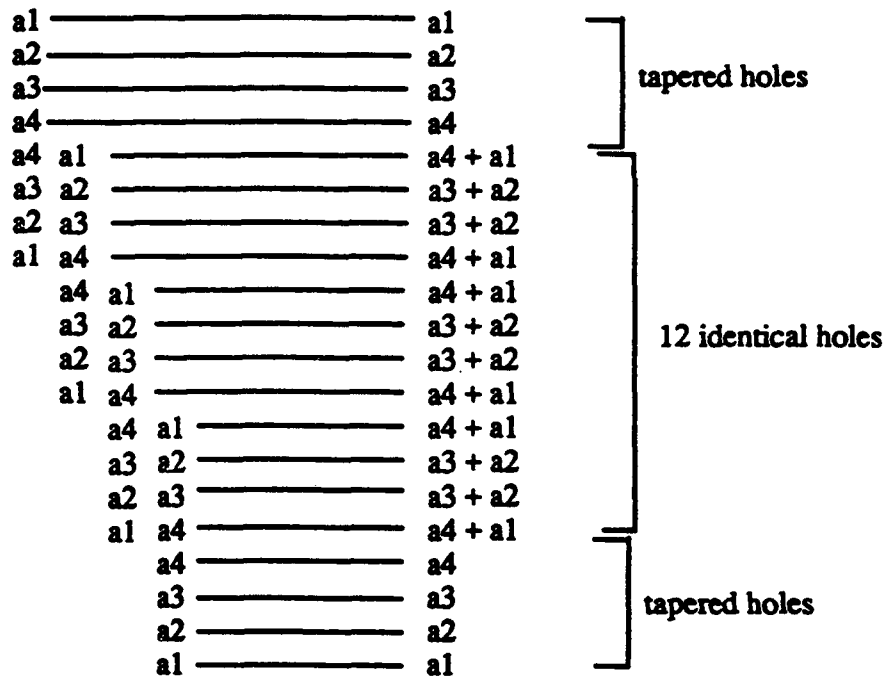 a1 a1
a2 a2
a3 a3
tapered holes
a4 a4
a4 a1 a4 + a1
a3 a2 a3 + a2
a2 a3 a3 + a2
a1 a4 a4 + a1
a4 a1 a4 + a1
a3 a2 a3 + a2
12 identical holes
a2 a3 a3 + a2
a1 a4 a4 + a1
a4 a1 a4 + a1
a3 a2 a3 + a2
a2 a3 a3 + a2
a1 a4 a4 + a1
a4 a4
a3 a3
tapered holes
a2 a2
a1 a1